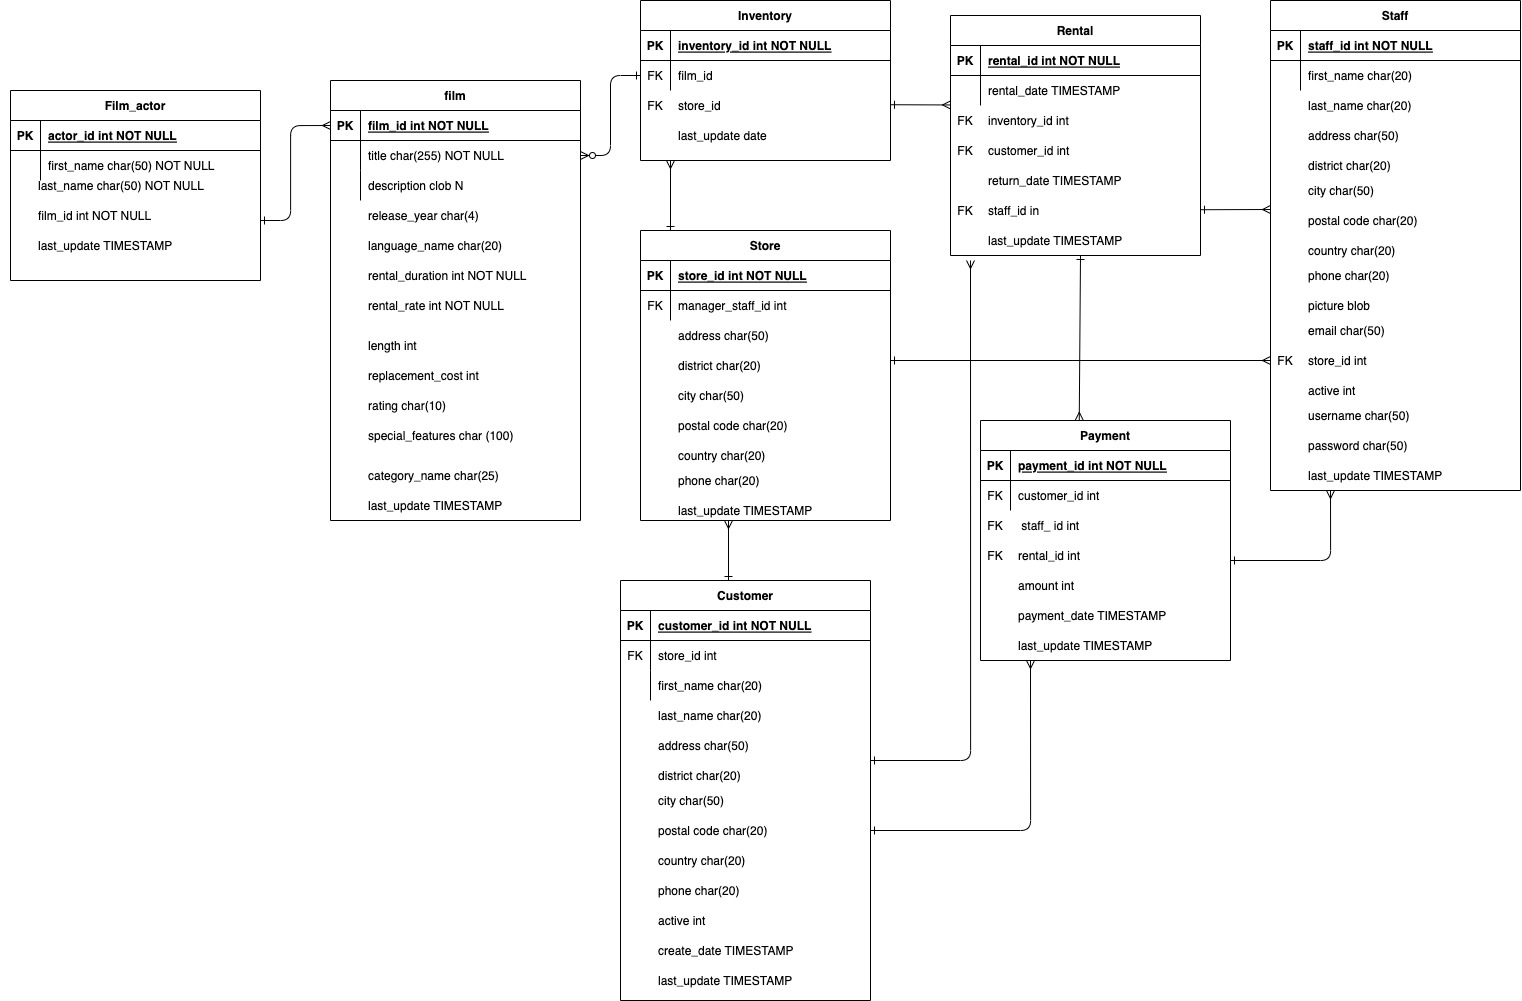 Film_actor
PK actor_id int NOT NULL
first_name char(50) NOT NULL
last_name char(50) NOT NULL
film_id int NOT NULL
last_update TIMESTAMP
film
PK film_id int NOT NULL
title char(255) NOT NULL
description clob N
release_year char(4)
language_name char(20)
rental_duration int NOT NULL
rental_rate int NOT NULL
length int
replacement_cost int
rating char(10)
special_features char (100)
category_name char(25)
last_update TIMESTAMP
Inventory
PK inventory_id int NOT NULL
FK film_id
FK store_id
last_update date
Store
PK store_id int NOT NULL
FK manager_staff_id int
address char(50)
district char(20)
city char(50)
postal code char(20)
country char(20)
phone char(20)
last_update TIMESTAMP
Customer
PK customer_id int NOT NULL
FK store_id int
first_name char(20)
last_name char(20)
address char(50)
district char(20)
city char(50)
postal code char(20)
country char(20)
phone char(20)
active int
create_date TIMESTAMP
last_update TIMESTAMP
Rental
PK rental_id int NOT NULL
rental_date TIMESTAMP
FK inventory_id int
FK customer_id int
return_date TIMESTAMP
FK staff_id in
last_update TIMESTAMP
Payment
PK payment_id int NOT NULL
FK customer_id int
FK staff_ id int
FK rental_id int
amount int
payment_date TIMESTAMP
last_update TIMESTAMP
Staff
PK staff_id int NOT NULL
first_name char(20)
last_name char(20)
address char(50)
district char(20)
city char(50)
postal code char(20)
country char(20)
phone char(20)
picture blob
email char(50)
FK store_id int
active int
username char(50)
password char(50)
last_update TIMESTAMP